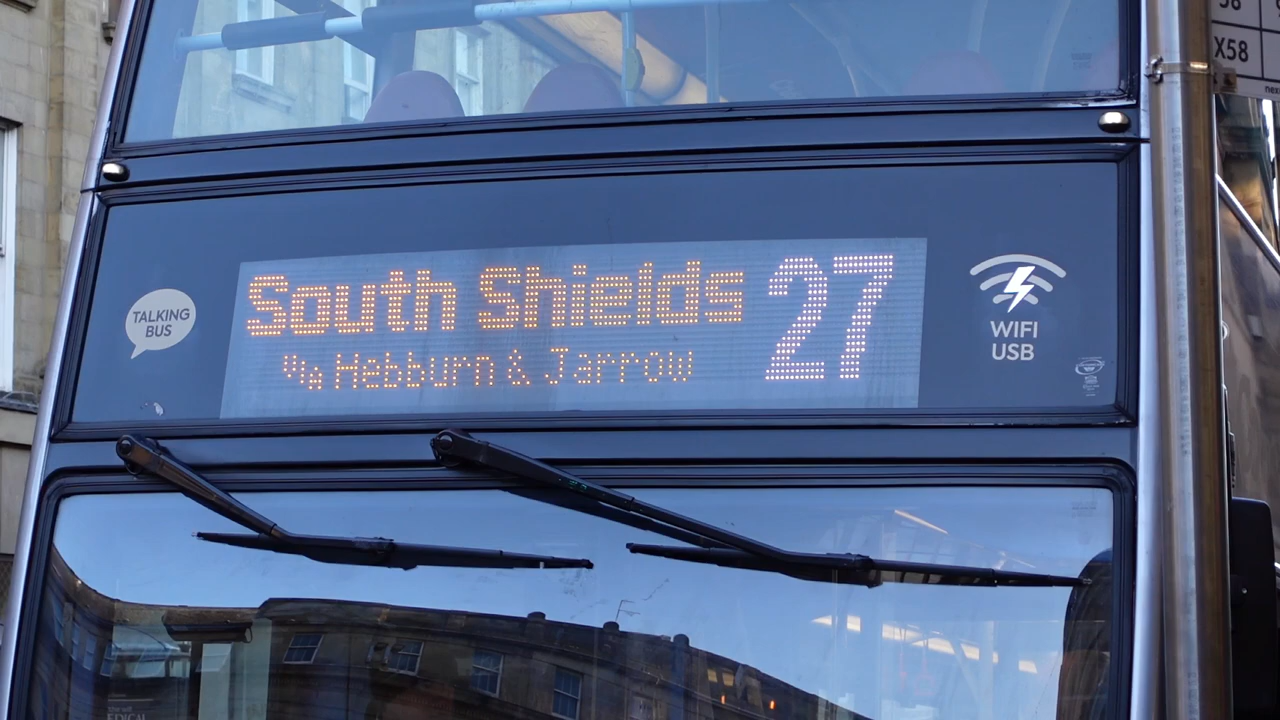 X58
TALKING
BUS
South Shields 27
Via Hebburn & Jarrow
WIFI
USB